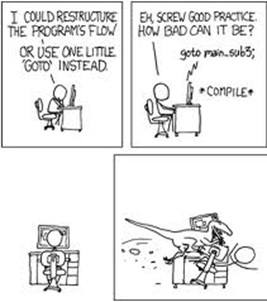 I COULD RESTRUCTURE
THE PROGRAM'S FLOW
OR USE ONE LITTLE
'GOTO' INSTEAD.
EH, SCREW GOOD PRACTICE.
HOW BAD CAN IT BE?
goto main_sub3;
*COMPILE*